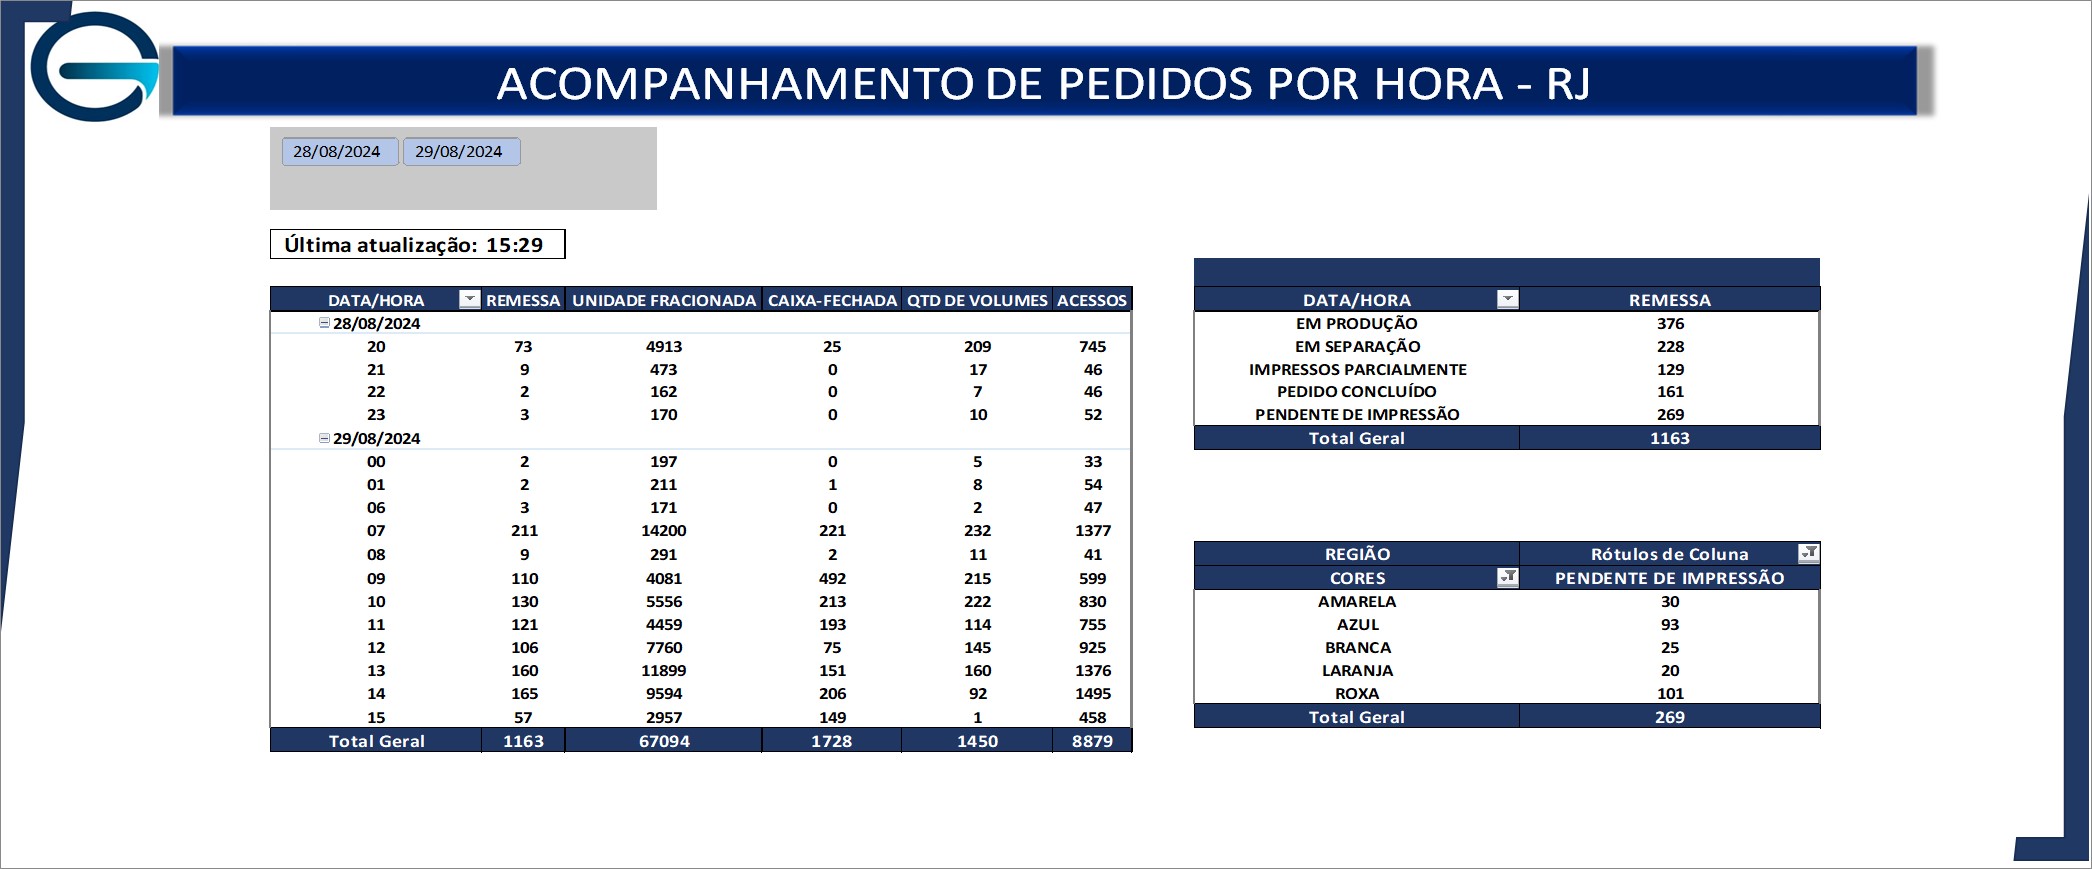 ACOMPANHAMENTO DE PEDIDOS POR HORA - RJ
28/08/2024 29/08/2024
Última atualização: 15:29
DATA/HORA REMESSA UNIDADE FRACIONADA CAIXA-FECHADA QTD DE VOLUMES ACESSOS
28/08/2024
20 73 4913 25 209 745
21 9 473 0 17 46
22 2 162 0 7 46
23 3 170 0 10 52
29/08/2024
00 2 197 0 5 33
01 2 211 1 8 54
06 3 171 0 2 47
07 211 14200 221 232 1377
08 9 291 2 11 41
09 110 4081 492 215 599
10 130 5556 213 222 830
11 121 4459 193 114 755
12 106 7760 75 145 925
13 160 11899 151 160 1376
14 165 9594 206 92 1495
15 57 2957 149 1 458
Total Geral 1163 67094 1728 1450 8879
DATA/HORA REMESSA
EM PRODUÇÃO 376
EM SEPARAÇÃO 228
IMPRESSOS PARCIALMENTE 129
PEDIDO CONCLUÍDO 161
PENDENTE DE IMPRESSÃO 269
Total Geral 1163
REGIÃO Rótulos de Coluna
CORES PENDENTE DE IMPRESSÃO
AMARELA 30
AZUL 93
BRANCA 25
LARANJA 20
ROXA 101
Total Geral 269